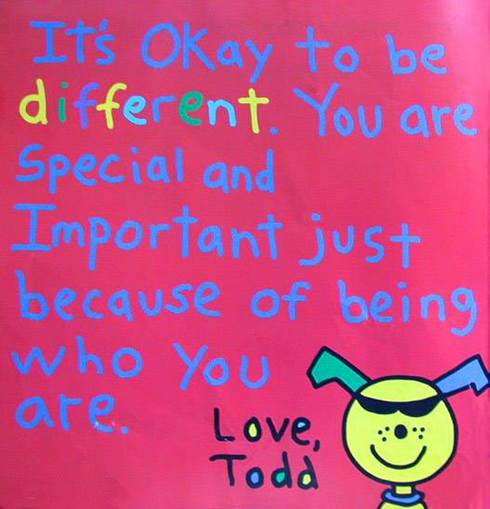 It's Okay to be
different. You are
Special and
Important just
because of being
who You
are.
Love,
Todd